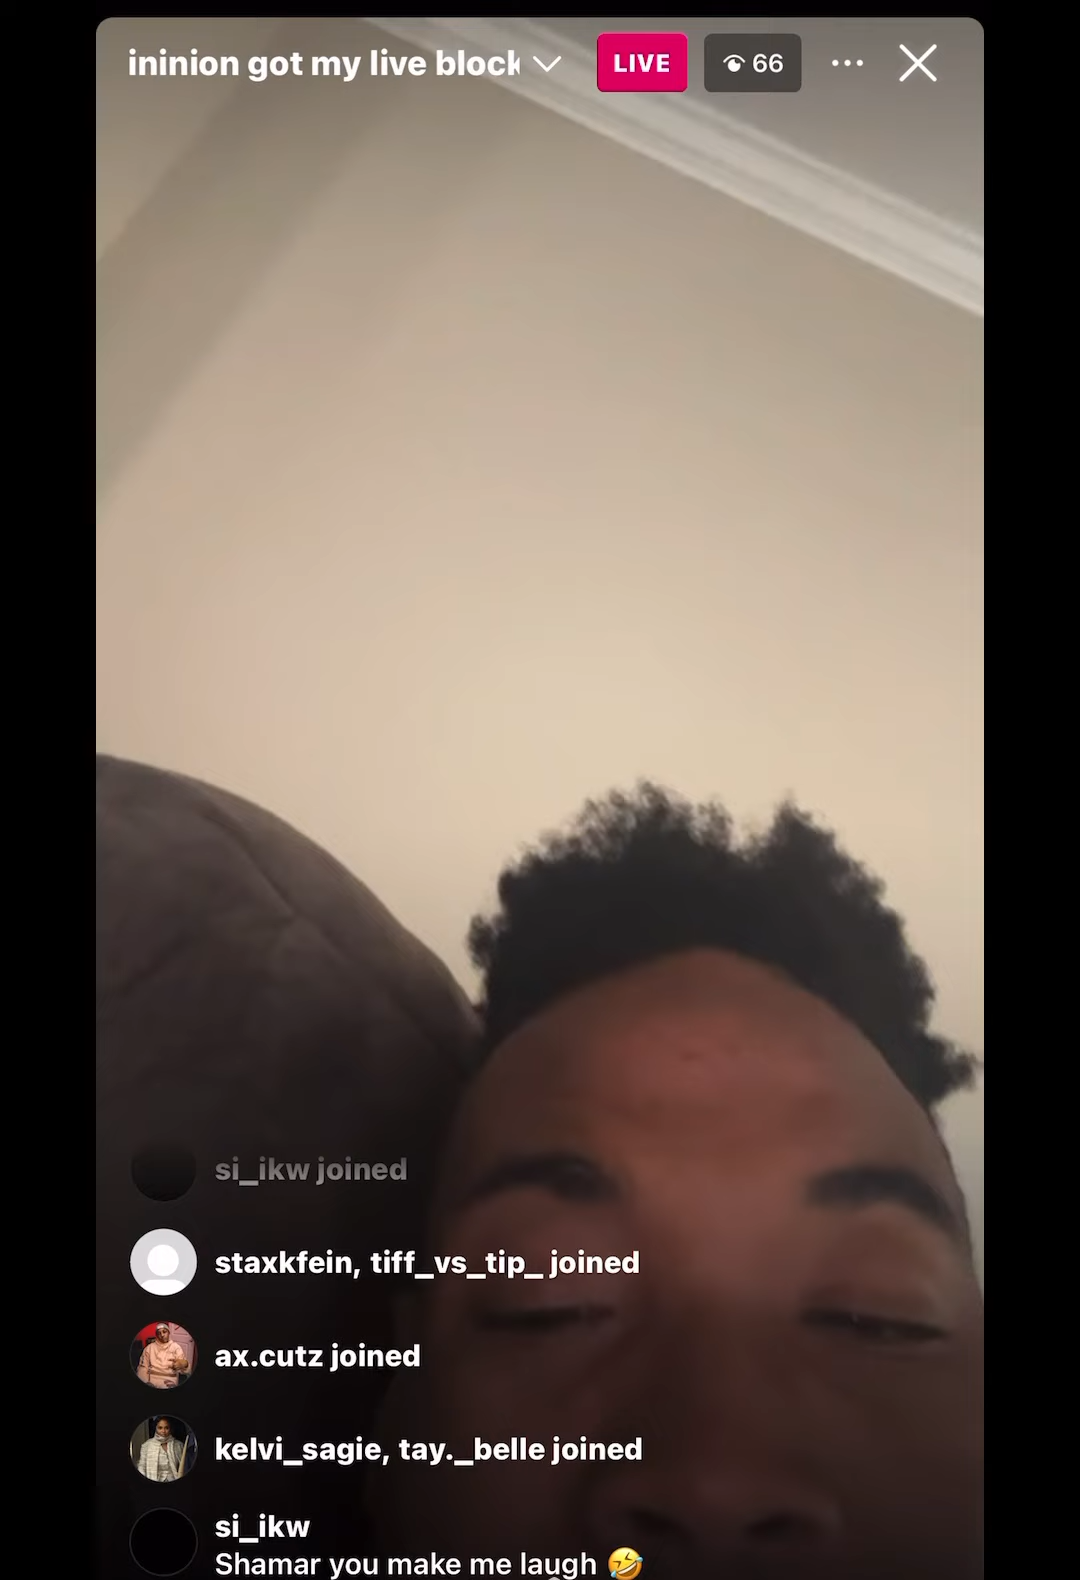 ininion got my live block
LIVE
66
si_ikw joined
staxkfein, tiff_vs_tip_ joined
ax.cutz joined
kelvi_sagie, tay._belle joined
si_ikw
Shamar you make me laugh 🤣